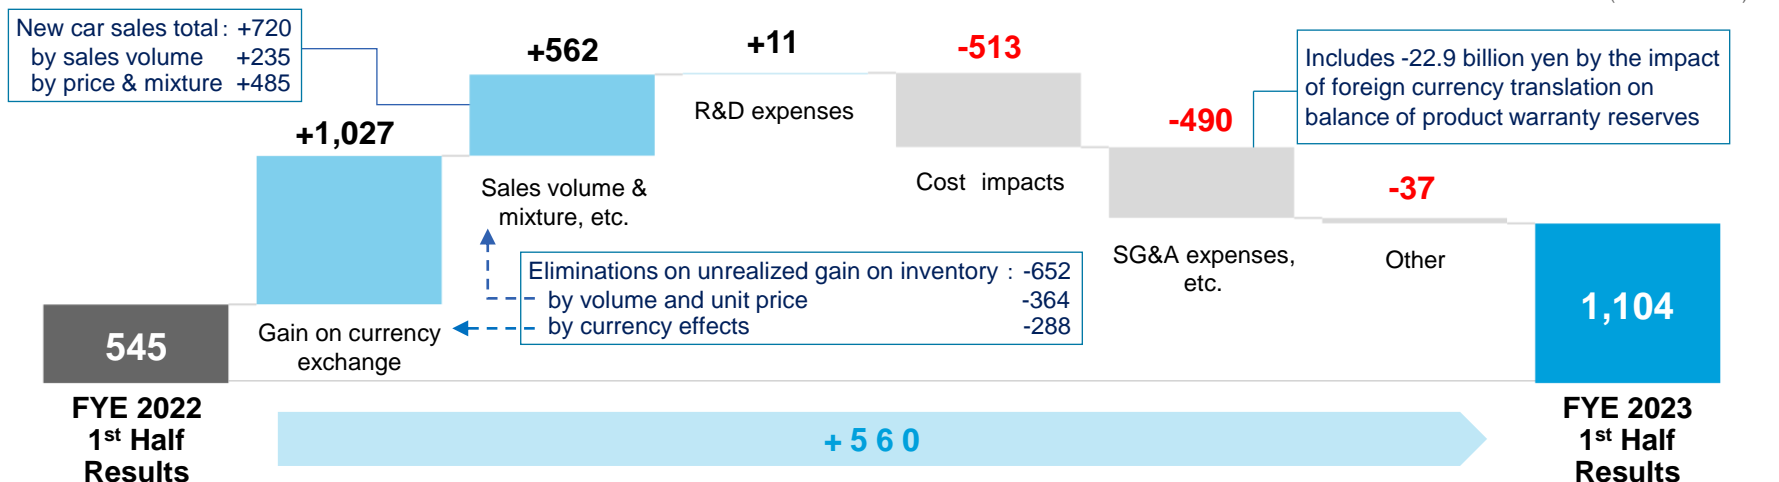 New car sales total : +720
by sales volume +235
by price & mixture +485
+1,027
+562
+11
-513
-490
-37
Includes -22.9 billion yen by the impact
of foreign currency translation on
balance of product warranty reserves
R&D expenses
Sales volume &
mixture, etc.
Cost impacts
SG&A expenses,
etc.
Other
Eliminations on unrealized gain on inventory : -652
by volume and unit price -364
by currency effects -288
Gain on currency
exchange
545
1,104
FYE 2022
1st Half
Results
+560
FYE 2023
1st Half
Results